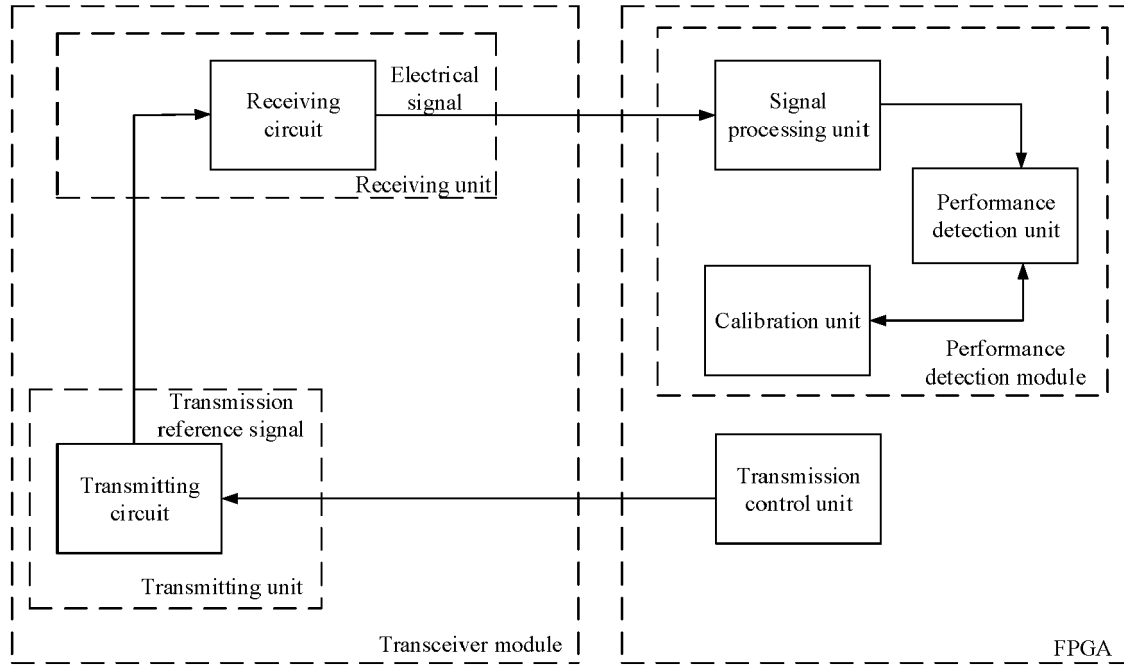 Receiving
circuit
Electrical
signal
Receiving unit
Signal
processing unit
Performance
detection unit
Calibration unit
Performance
detection module
Transmission
reference signal
Transmitting
circuit
Transmitting unit
Transmission
control unit
Transceiver module
FPGA